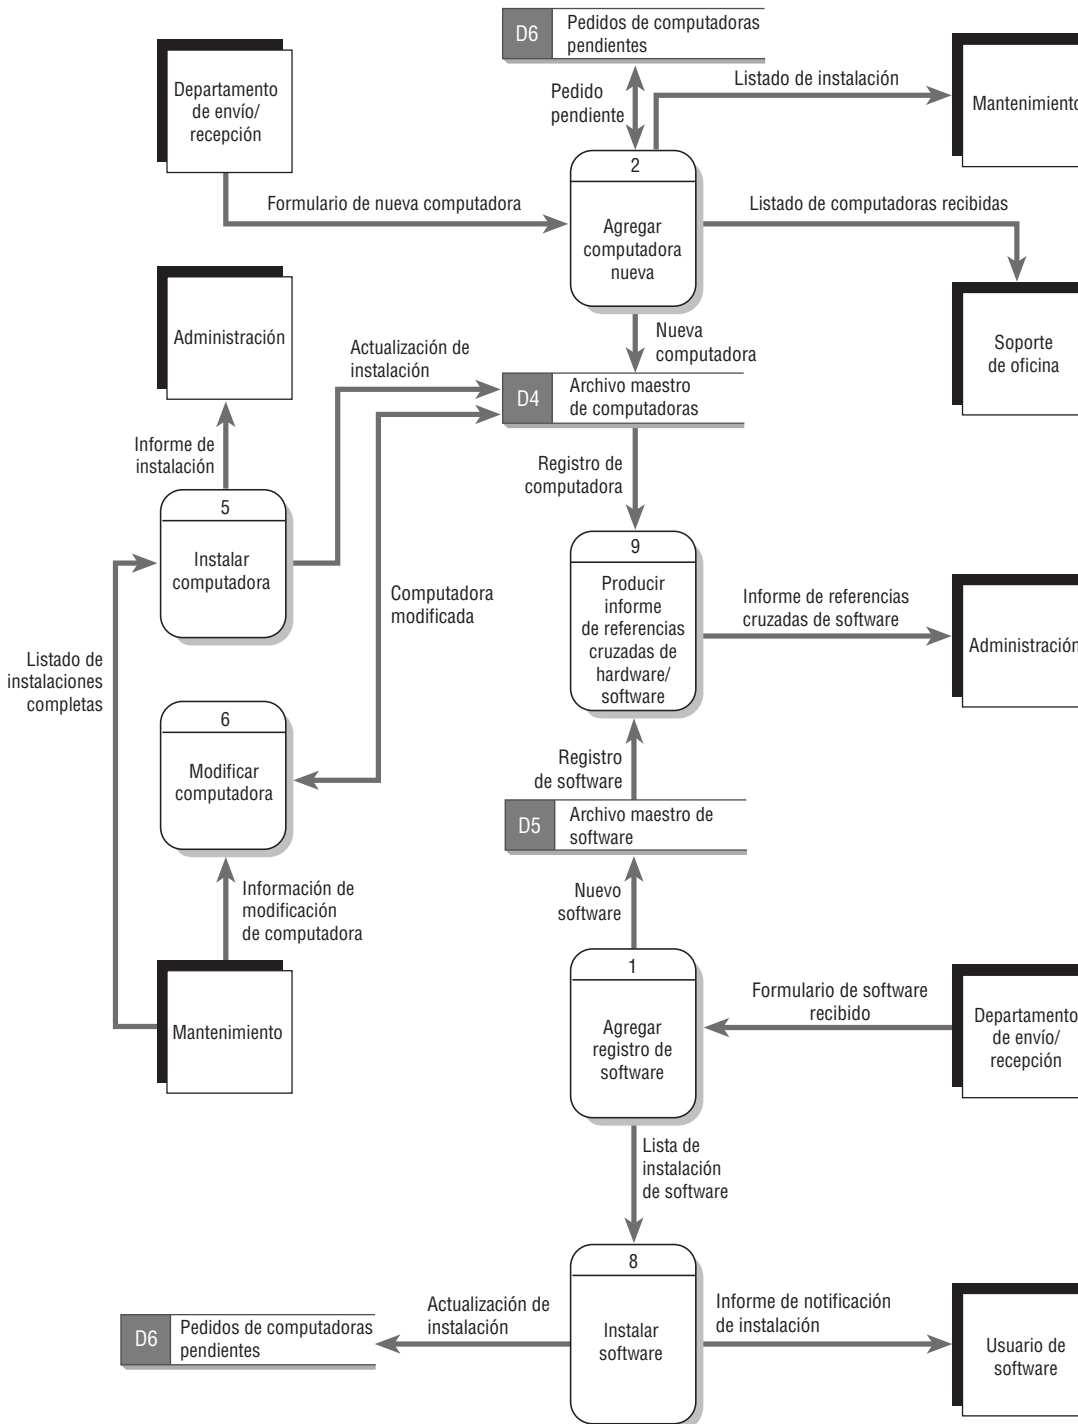 D6
Pedidos de computadoras
pendientes
Departamento
de envío/
recepción
Pedido
pendiente
Listado de instalación
Mantenimiento
2
Agregar
computadora
nueva
Formulario de nueva computadora
Listado de computadoras recibidas
Administración
Soporte
de oficina
Nueva
computadora
Actualización de
instalación
D4
Archivo maestro
de computadoras
Informe de
instalación
Registro de
computadora
5
Instalar
computadora
9
Producir
informe
de referencias
cruzadas de
hardware/
software
Informe de referencias
cruzadas de software
Administración
Computadora
modificada
Listado de
instalaciones
completas
6
Modificar
computadora
Registro
de software
D5
Archivo maestro de
software
Información de
modificación
de computadora
Nuevo
software
Mantenimiento
1
Agregar
registro de
software
Formulario de software
recibido
Departamento
de envío/
recepción
Lista de
instalación
de software
8
Instalar
software
Actualización de
instalación
D6
Pedidos de computadoras
pendientes
Informe de notificación
de instalación
Usuario de
software